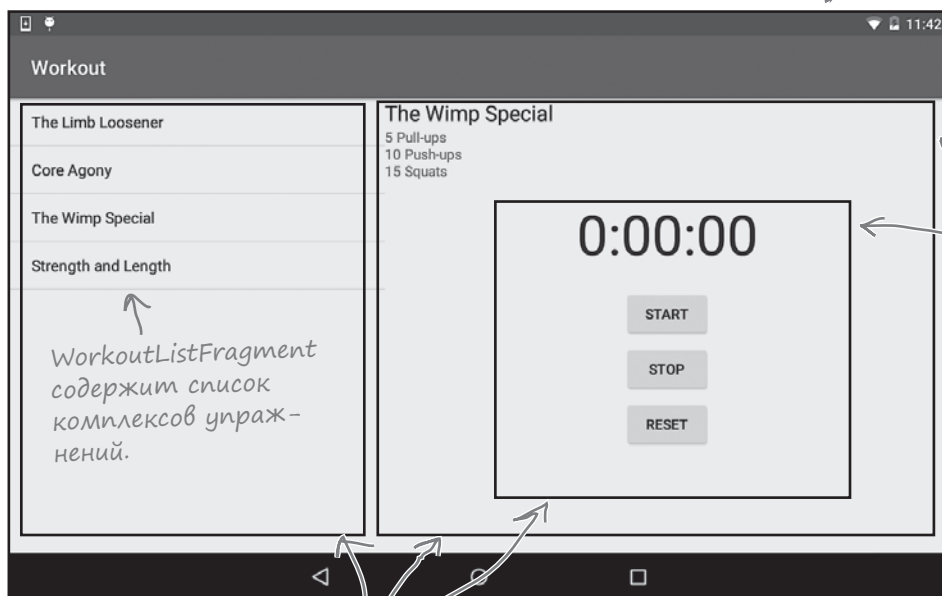 11:42
Workout
The Limb Loosener
Core Agony
The Wimp Special
Strength and Length
WorkoutListFragment
содержит список
комплексов упраж-
нений.
The Wimp Special
5 Pull-ups
10 Push-ups
15 Squats
0:00:00
START
STOP
RESET